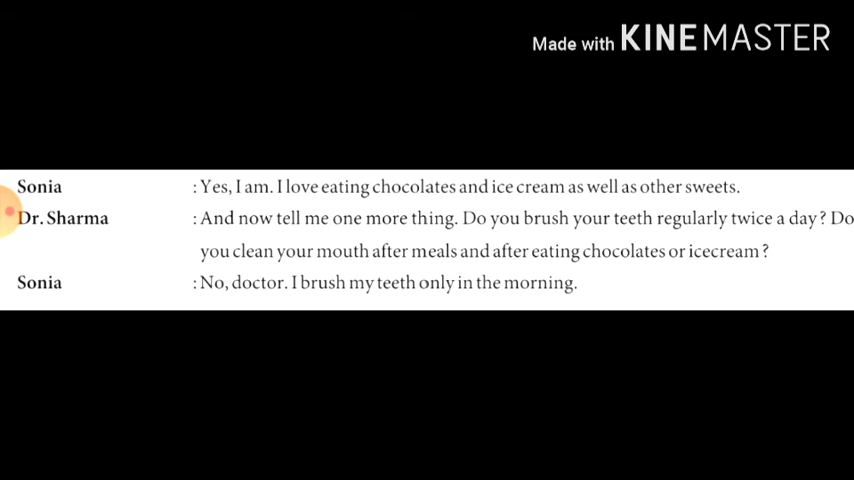 Made with KINEMASTER
Sonia : Yes, I am. I love eating chocolates and ice cream as well as other sweets.
Dr. Sharma : And now tell me one more thing. Do you brush your teeth regularly twice a day? Do
you clean your mouth after meals and after eating chocolates or icecream?
Sonia : No, doctor. I brush my teeth only in the morning.